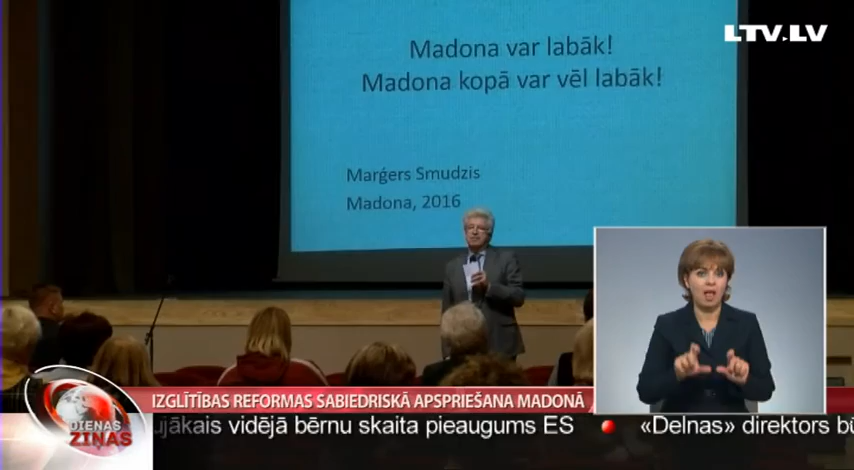 LTV.LV
Madona var labāk!
Madona kopā var vēl labāk!
Marģers Smudzis
Madona, 2016
IZGLĪTĪBAS REFORMAS SABIEDRISKĀ APSPRIEŠANA MADONĀ
DIENAS
ZIŅAS
vidējā bērnu skaita pieaugums ES • «Delnas» direktors